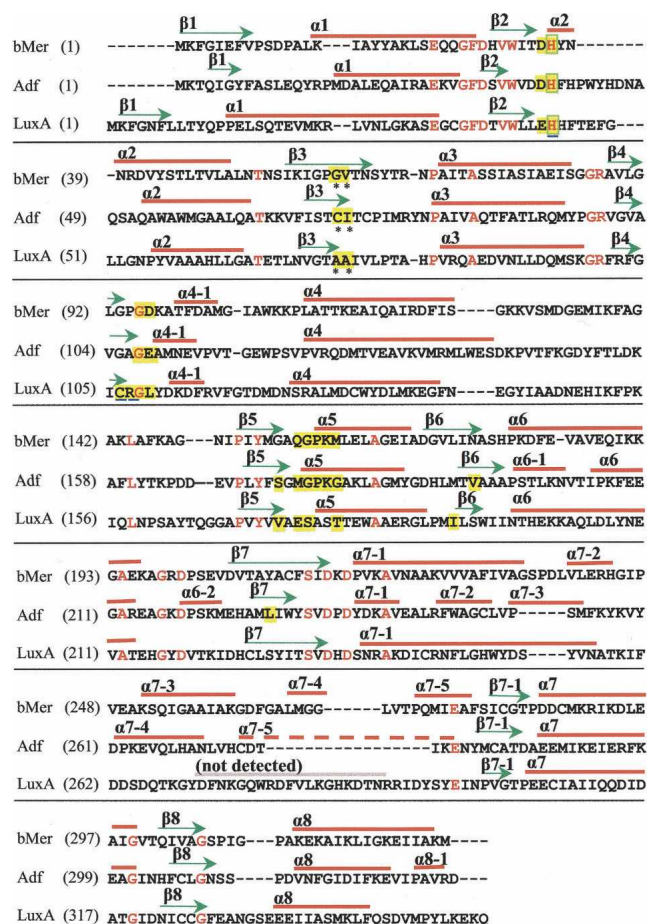 β1 α1 β2 α2
bMer (1) ------MKFGIEFVPSDPALK---IAYYAKLSEQQGFDHVWITDHYN-------
β1 α1 β2
Adf (1) ------MKTQIGYFASLEQYRPMDALEQAIRAEKVGFDSVWVDDHFHPWYHDNA
β1 α1 β2
LuxA (1) MKFGNFLLTYQPPELSQTEVMKR--LVNLGKASEGCGFDTVWLLEHHFTEFG--
α2 β3 α3 β4
bMer (39) -NRDVYSTLTVLALNTNSIKIGPGVTNSYTR-NPAITASSIASIAEISGGRAVLG
* *
α2 β3 α3 β4
Adf (49) QSAQAWAWMGAALQATKKVFISTCITCPIMRYNPAIVAQTFATLRQMYPGRVGVA
* *
α2 β3 α3 β4
LuxA (51) LLGNPYVAAAHLLGATETLNVGTAAIVLPTA-HPVRQAEDVNLLDQMSKGRFRFG
* *
α4-1 α4
bMer (92) LGPGDKATFDAMG-IAWKKPLATTKEAIQAIRDFIS----GKKVSMDGEMIKFAG
α4-1 α4
Adf (104) VGAGEAMNEVPVT-GEWPSVPVRQDMTVEAVKVMRMLWESDKPVTFKGDYFTLDK
α4-1 α4
LuxA (105) ICRGLYDKDFRVFGTDMDNSRALMDCWYDLMKEGFN----EGYIAADNEHIKFPK
β5 α5 β6 α6
bMer (142) AKLAFKAG---NIPIYMGAQGPKMLELAGEIADGVLINASHPKDFE-VAVEQIKK
β5 α5 β6 α6-1 α6
Adf (158) AFLYTKPDD--EVPLYFSGMGPKGAKLAGMYGDHLMTVAAAPSTLKNVTIPKFEE
β5 α5 β6 α6
LuxA (156) IQLNPSAYTQGGAPVYVVAESASTTEWAAERGLPMILSWIINTHEKKAQLDLYNE
β7 α7-1 α7-2
bMer (193) GAEKAGRDPSEVDVTAYACFSIDKDPVKAVNAAKVVVAFIVAGSPDLVLERHGIP
α6-2 β7 α7-1 α7-2 α7-3
Adf (211) GAREAGKDPSKMEHAMLIWYSVDPDYDKAVEALRFWAGCLVP----SMFKYKVY
β7 α7-1
LuxA (211) VATEHGYDVTKIDHCLSYITSVDHDSNRAKDICRNFLGHWYDS----YVNATKIF
α7-3 α7-4 α7-5 β7-1 α7
bMer (248) VEAKSQIGAAIAKGDFGALMGG----LVTPQMIEAFSICGTPDDCMKRIKDLE
α7-4 α7-5 β7-1 α7
Adf (261) DPKEVQLHANLVHCDT----------------IKENYMCATDAEEMIKEIERFK
(not detected) β7-1 α7
LuxA (262) DDSDQTKGYDFNKGQWRDFVLKGHKDTNRRIDYSYEINPVGTPEECIAIIQQDID
β8 α8
bMer (297) AIGVTQIVAGSPIG---PAKEKAIKLIGKEIIAKM----
β8 α8 α8-1
Adf (299) EAGINHFCLGNSS----PDVNFGIDIFKEVIPAVRD----
β8 α8
LuxA (317) ATGIDNICCGFEANGSEEEIIASMKLFQSDVMPYLKEKQ